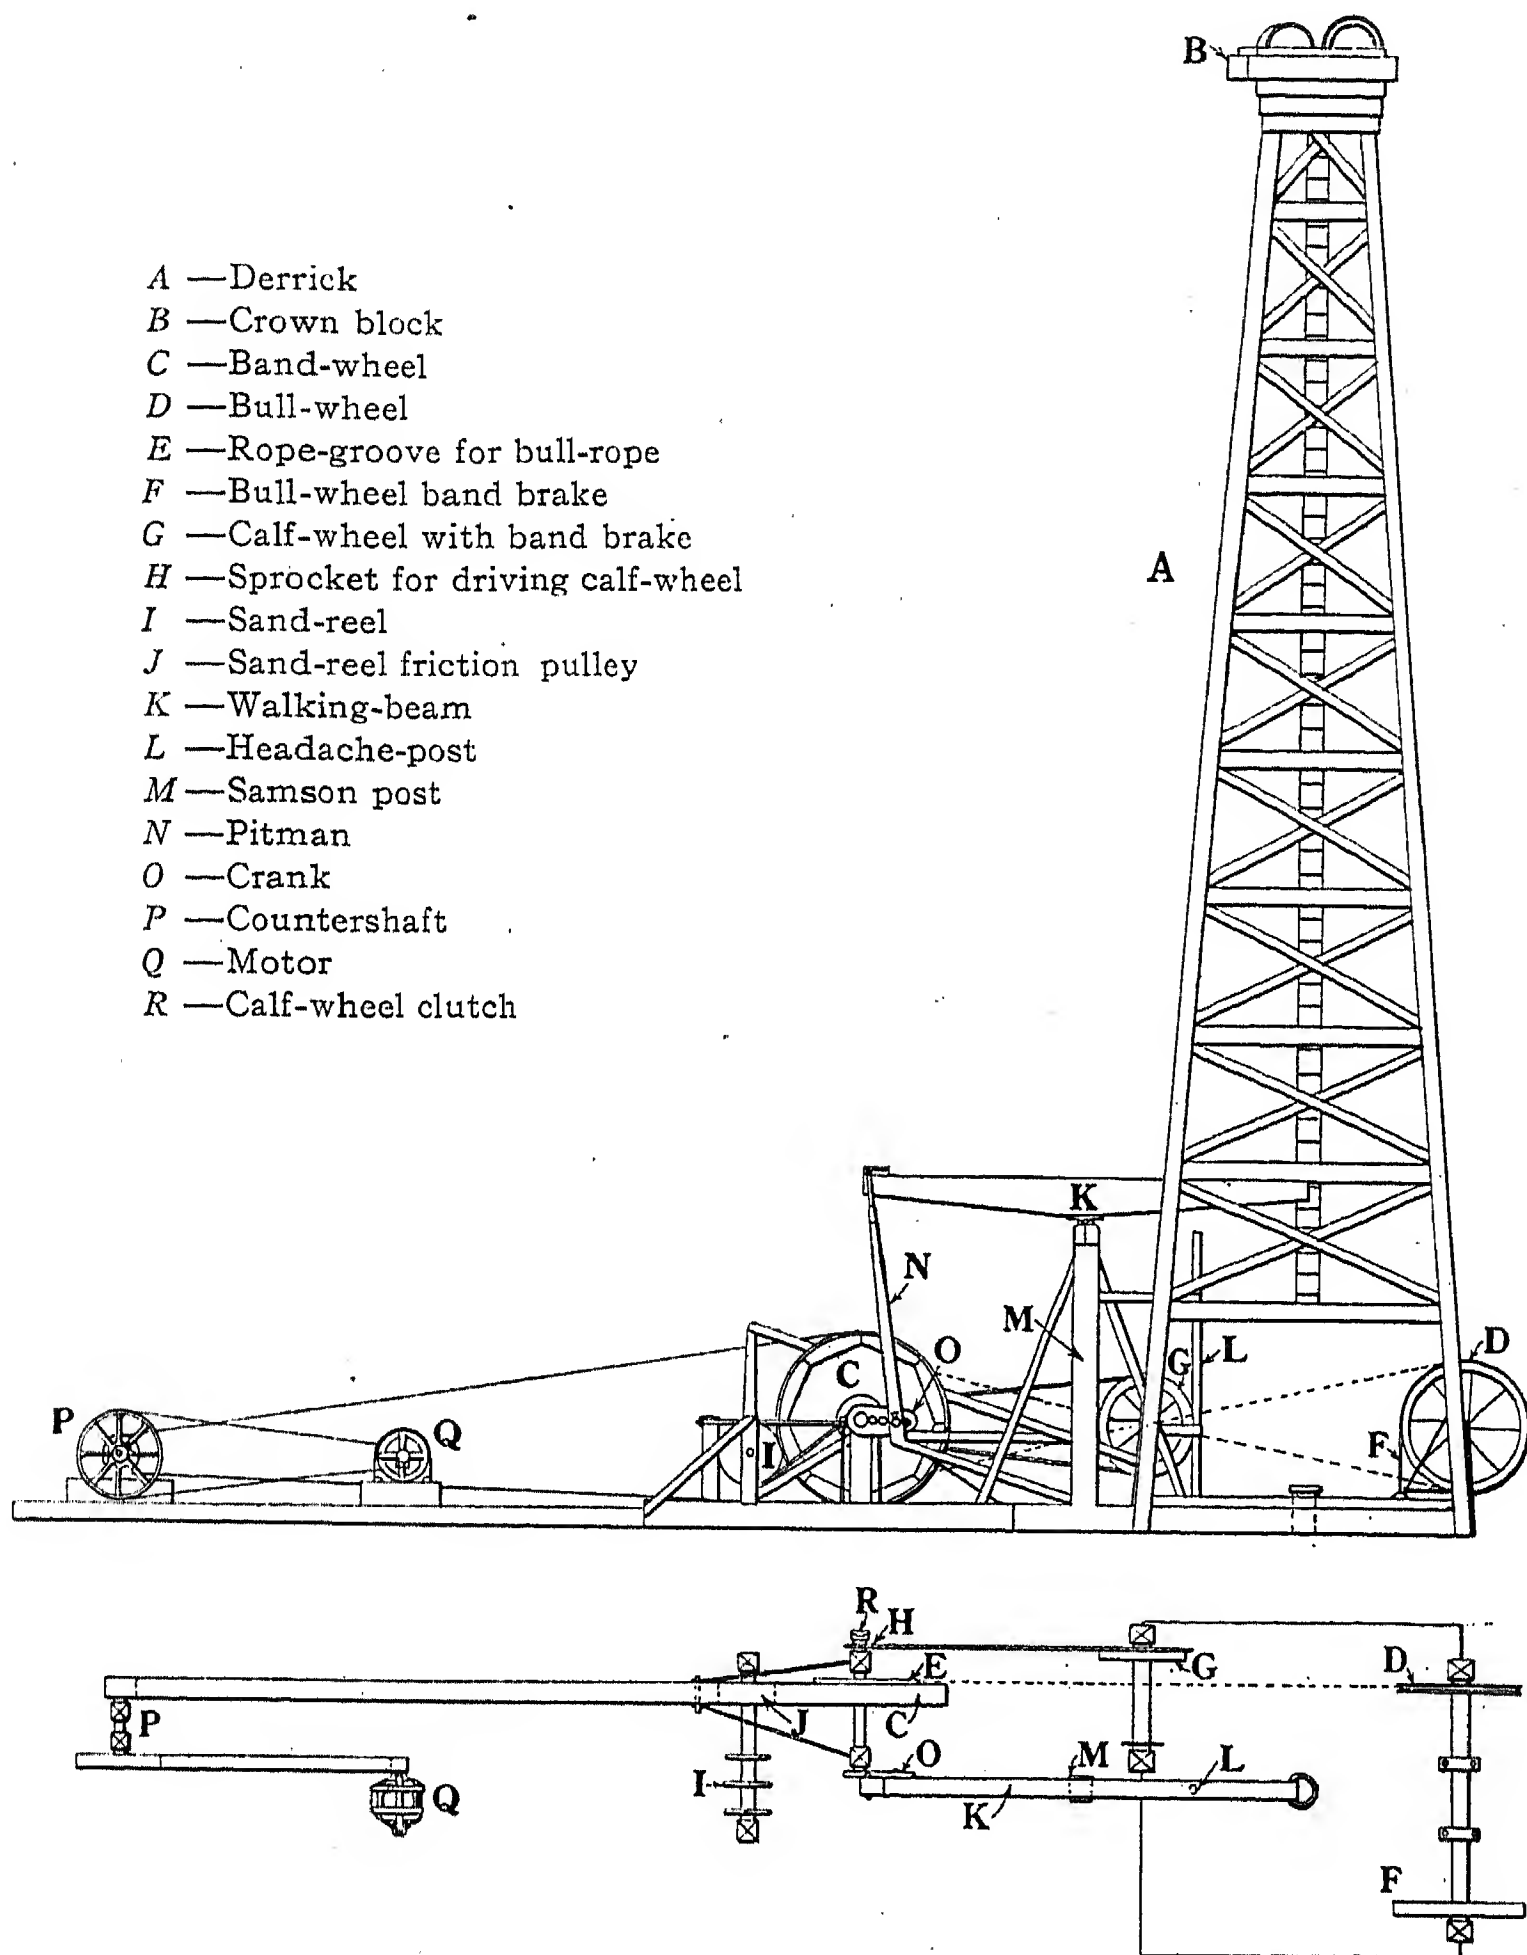 B
A —Derrick
B —Crown block
C —Band-wheel
D —Bull-wheel
E —Rope-groove for bull-rope
F —Bull-wheel band brake
G —Calf-wheel with band brake
H —Sprocket for driving calf-wheel
I —Sand-reel
J —Sand-reel friction pulley
K —Walking-beam
L —Headache-post
M —Samson post
N —Pitman
O —Crank
P —Countershaft
Q —Motor
R —Calf-wheel clutch
A
K
N
M
O
G
L
D
C
P
Q
I
F
R
H
E
G
D
P
J
C
O
M
L
I
Q
K
F